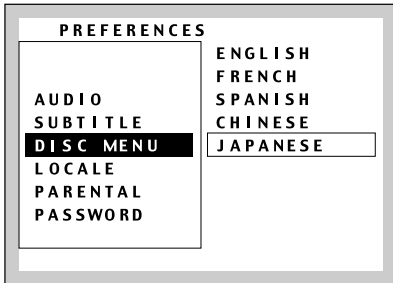 PREFERENCES
AUDIO
SUBTITLE
DISC MENU
LOCALE
PARENTAL
PASSWORD
ENGLISH
FRENCH
SPANISH
CHINESE
JAPANESE